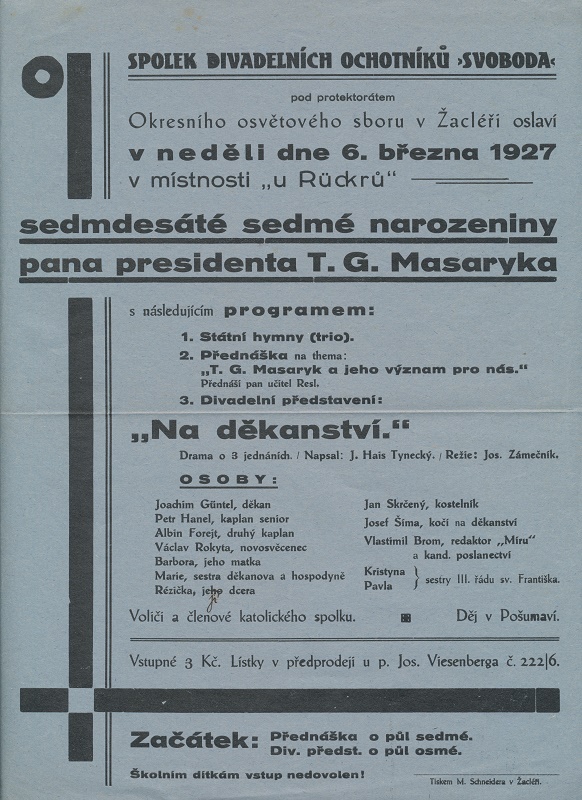 SPOLEK DIVADELNÍCH OCHOTNÍKŮ ›SVOBODA‹
pod protektorátem
Okresního osvětového sboru v Žacléři oslaví
v neděli dne 6. března 1927
v místnosti „u Rückrů“
sedmdesáté sedmé narozeniny
pana presidenta T. G. Masaryka
s následujícím programem:
1. Státní hymny (trio).
2. Přednáška na thema:
„T. G. Masaryk a jeho význam pro nás.“
Přednáší pan učitel Resl.
3. Divadelní představení:
„Na děkanství.“
Drama o 3 jednáních. / Napsal: J. Hais Tynecký. / Režie: Jos. Zámečník.
OSOBY:
Joachim Güntel, děkan
Petr Hanel, kaplan senior
Albin Forejt, druhý kaplan
Václav Rokyta, novosvěcenec
Barbora, jeho matka
Marie, sestra děkanova a hospodyně
Rézička, jeho dcera
jí
Jan Skrčený, kostelník
Josef Šíma, kočí na děkanství
Vlastimil Brom, redaktor „Míru“
a kand. poslanectví
Kristyna
Pavla } sestry III. řádu sv. Františka.
Voliči a členové katolického spolku. Děj v Pošumaví.
Vstupné 3 Kč. Lístky v předprodeji u p. Jos. Viesenberga č. 222/6.
Začátek: Přednáška o půl sedmé.
Div. předst. o půl osmé.
Školním dítkám vstup nedovolen!
Tiskem M. Schneidera v Žacléři.